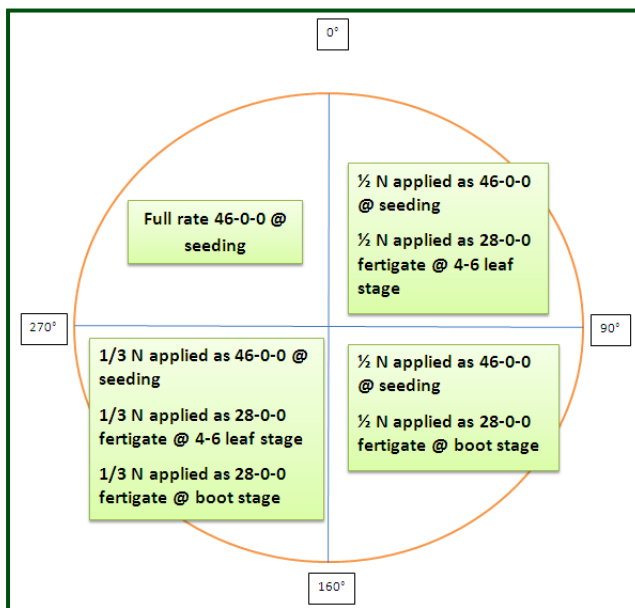 0°
½ N applied as 46-0-0
@ seeding
½ N applied as 28-0-0
fertigate @ 4-6 leaf
stage
Full rate 46-0-0 @
seeding
270°
90°
1/3 N applied as 46-0-0 @
seeding
1/3 N applied as 28-0-0
fertigate @ 4-6 leaf stage
1/3 N applied as 28-0-0
fertigate @ boot stage
½ N applied as 46-0-0
@ seeding
½ N applied as 28-0-0
fertigate @ boot stage
160°